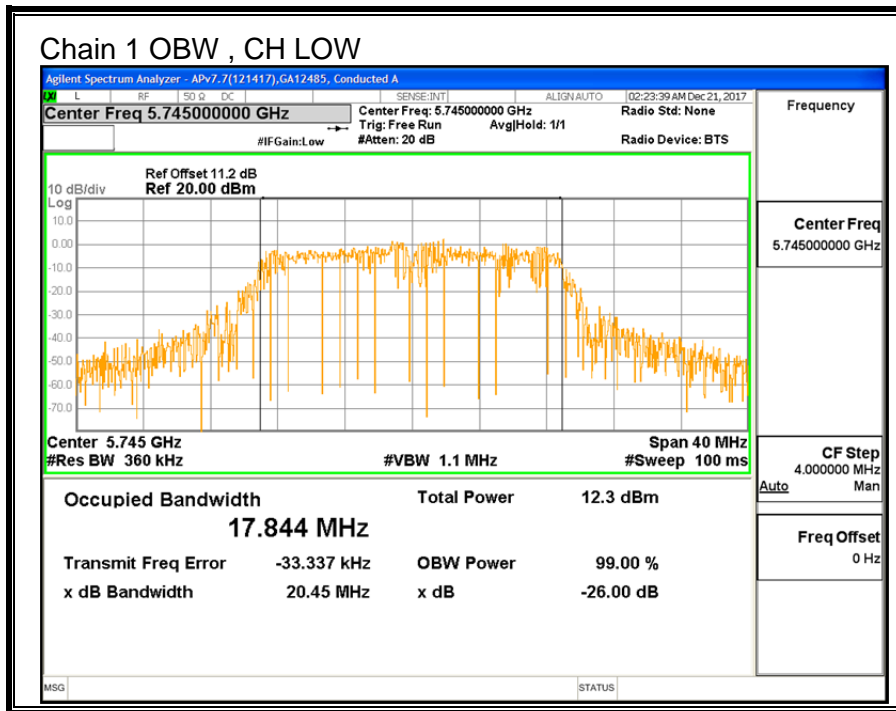 Chain 1 OBW , CH LOW
Agilent Spectrum Analyzer - APv7.7(121417),GA12485, Conducted A
LXI L RF 50 Ω DC SENSE:INT ALIGN AUTO 02:23:39 AM Dec 21, 2017
Center Freq 5.745000000 GHz
Center Freq: 5.745000000 GHz
Radio Std: None
Trig: Free Run Avg|Hold: 1/1
#IFGain:Low #Atten: 20 dB Radio Device: BTS
Ref Offset 11.2 dB
10 dB/div Ref 20.00 dBm
Log
10.0
0.00
-10.0
-20.0
-30.0
-40.0
-50.0
-60.0
-70.0
Center 5.745 GHz Span 40 MHz
#Res BW 360 kHz #VBW 1.1 MHz #Sweep 100 ms
Occupied Bandwidth Total Power 12.3 dBm
17.844 MHz
Transmit Freq Error -33.337 kHz OBW Power 99.00 %
x dB Bandwidth 20.45 MHz x dB -26.00 dB
MSG STATUS
Frequency
Center Freq
5.745000000 GHz
CF Step
4.000000 MHz
Auto Man
Freq Offset
0 Hz